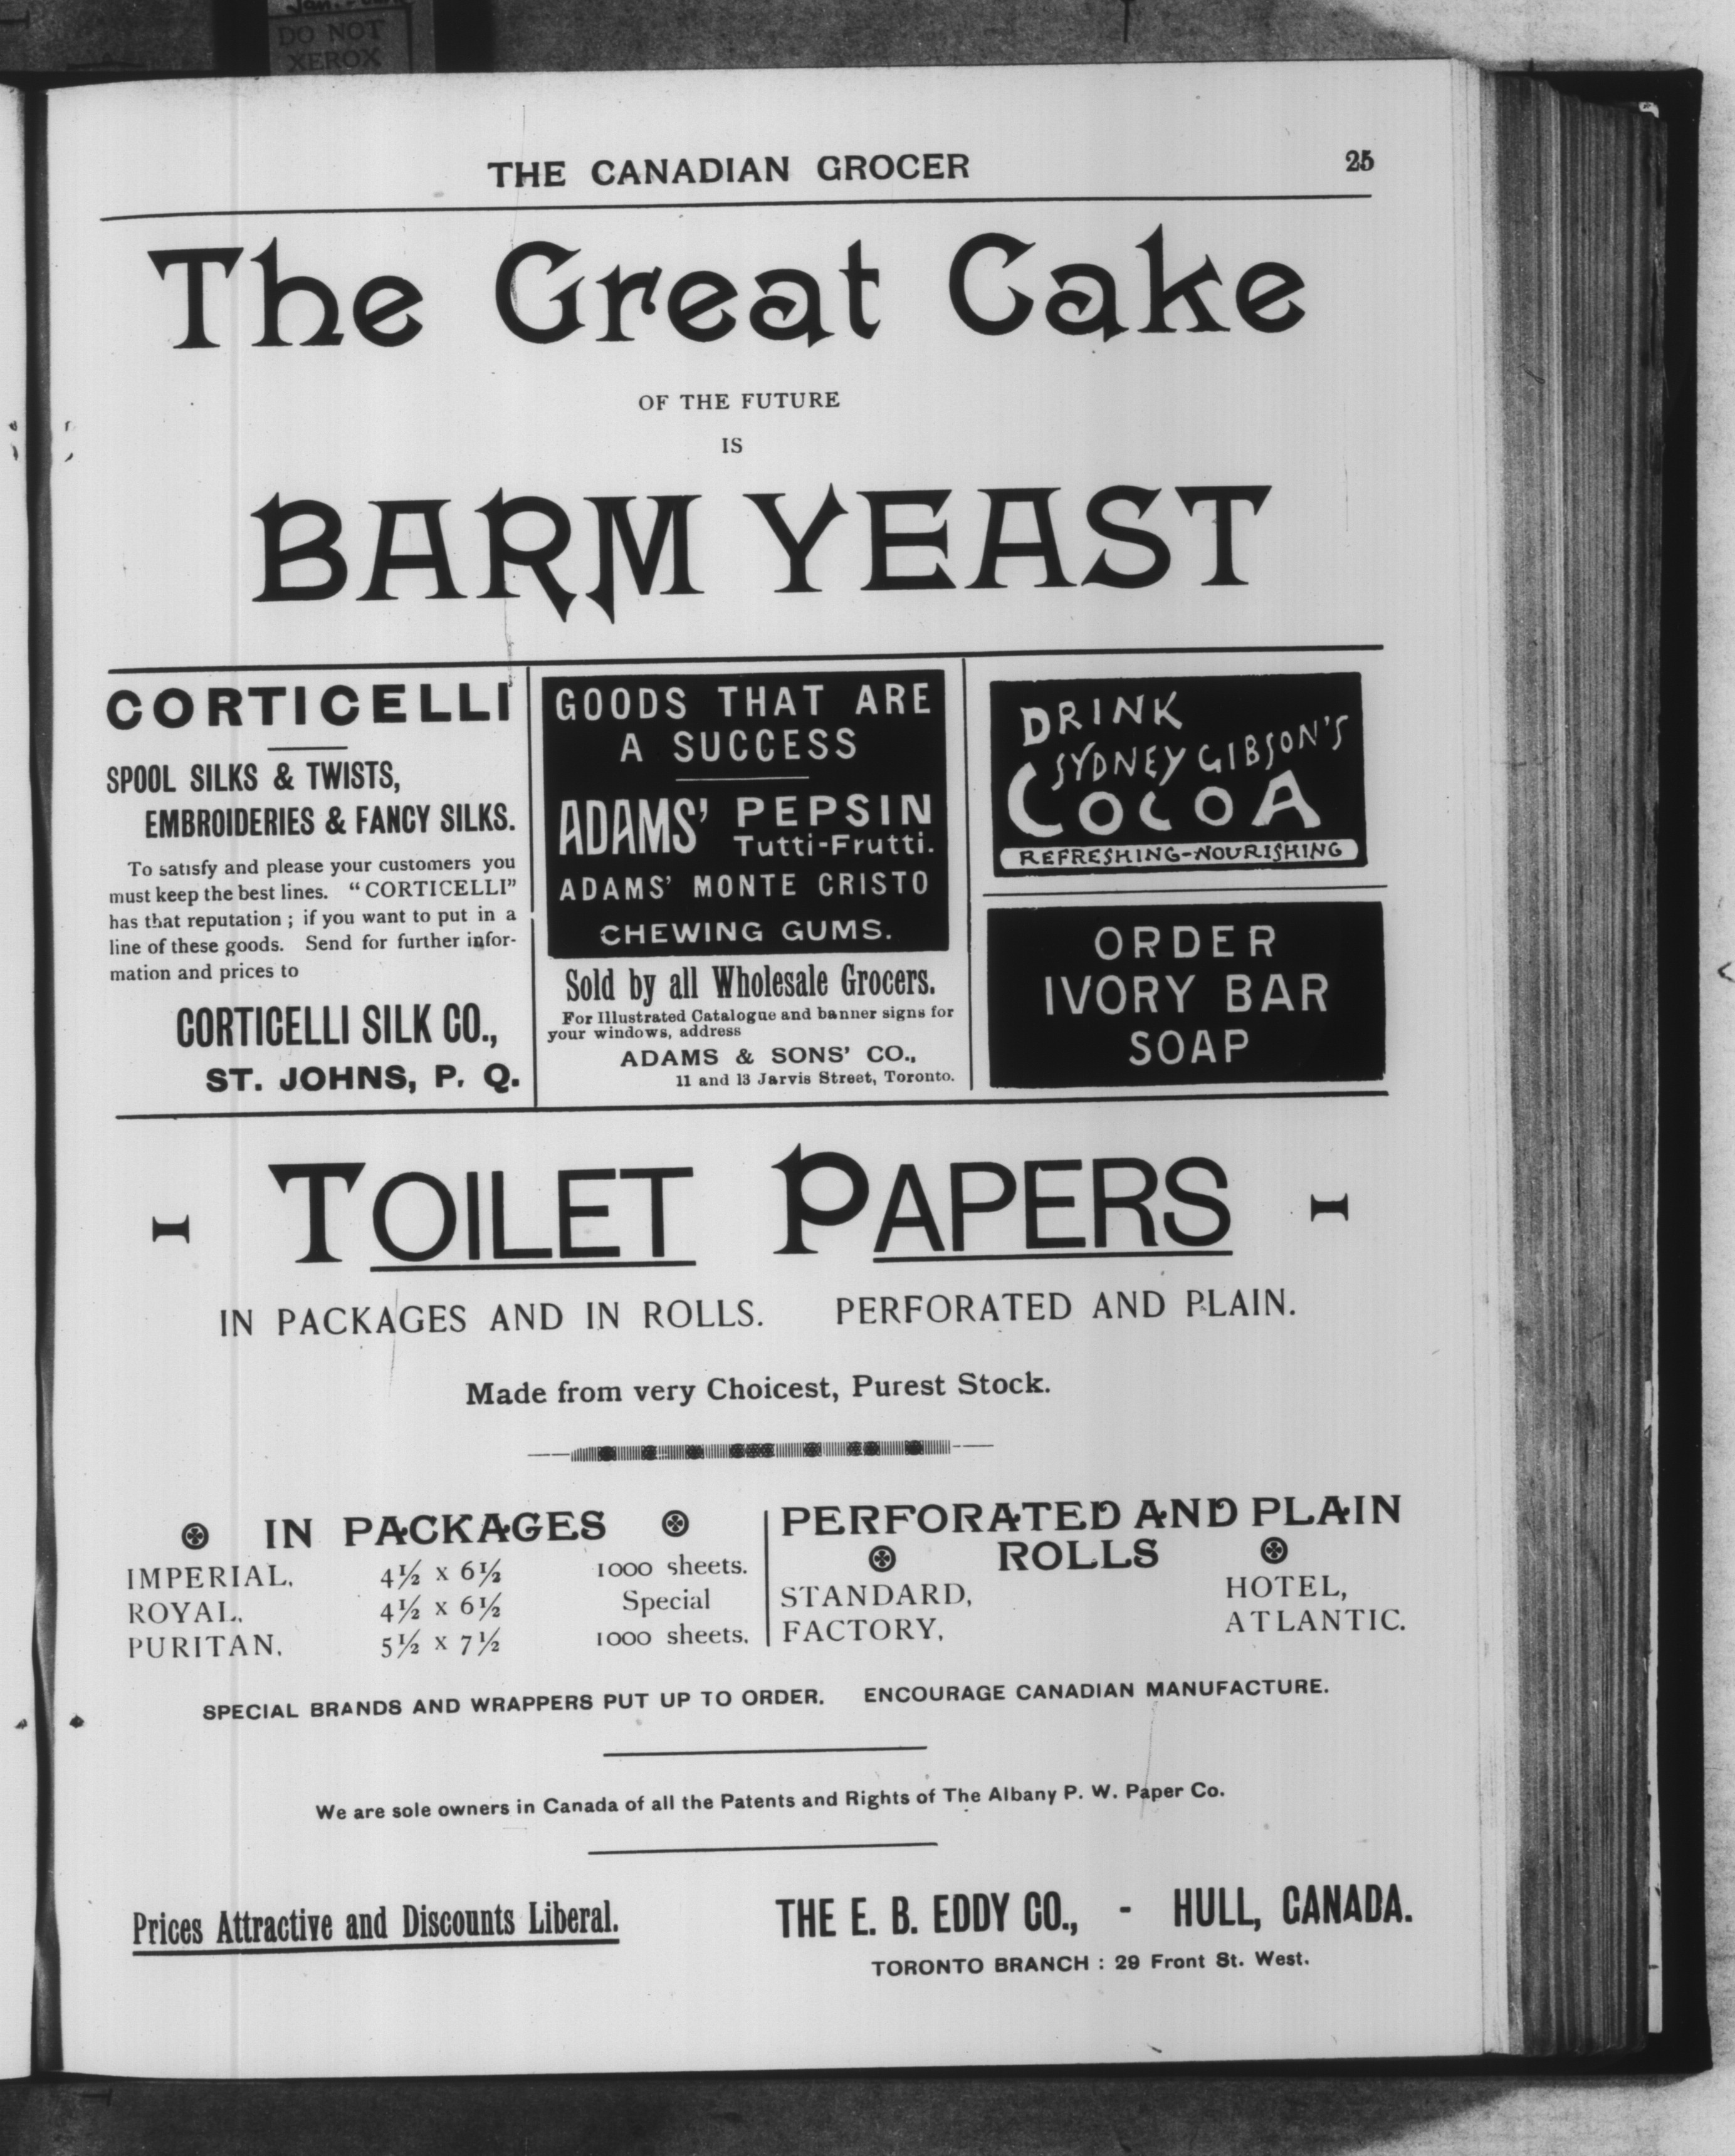 DO NOT
XEROX
THE CANADIAN GROCER 25
The Great Cake
OF THE FUTURE
IS
BARM YEAST
CORTICELLI
SPOOL SILKS & TWISTS,
EMBROIDERIES & FANCY SILKS.
To satisfy and please your customers you
must keep the best lines. "CORTICELLI"
has that reputation ; if you want to put in a
line of these goods. Send for further infor-
mation and prices to
CORTICELLI SILK CO.,
ST. JOHNS, P. Q.
GOODS THAT ARE
A SUCCESS
ADAMS' PEPSIN
Tutti-Frutti.
ADAMS' MONTE CRISTO
CHEWING GUMS.
Sold by all Wholesale Grocers.
For Illustrated Catalogue and banner signs for
your windows, address
ADAMS & SONS' CO.,
11 and 13 Jarvis Street, Toronto.
DRINK
SYDNEY GIBSON'S
COCOA
REFRESHING-NOURISHING
ORDER
IVORY BAR
SOAP
TOILET PAPERS
IN PACKAGES AND IN ROLLS. PERFORATED AND PLAIN.
Made from very Choicest, Purest Stock.
IN PACKAGES
IMPERIAL, 4½ x 6½ 1000 sheets.
ROYAL, 4½ x 6½ Special
PURITAN, 5½ x 7½ 1000 sheets.
PERFORATED AND PLAIN
ROLLS
STANDARD, HOTEL,
FACTORY, ATLANTIC.
SPECIAL BRANDS AND WRAPPERS PUT UP TO ORDER. ENCOURAGE CANADIAN MANUFACTURE.
We are sole owners in Canada of all the Patents and Rights of The Albany P. W. Paper Co.
Prices Attractive and Discounts Liberal.
THE E. B. EDDY CO., - HULL, CANADA.
TORONTO BRANCH : 29 Front St. West.